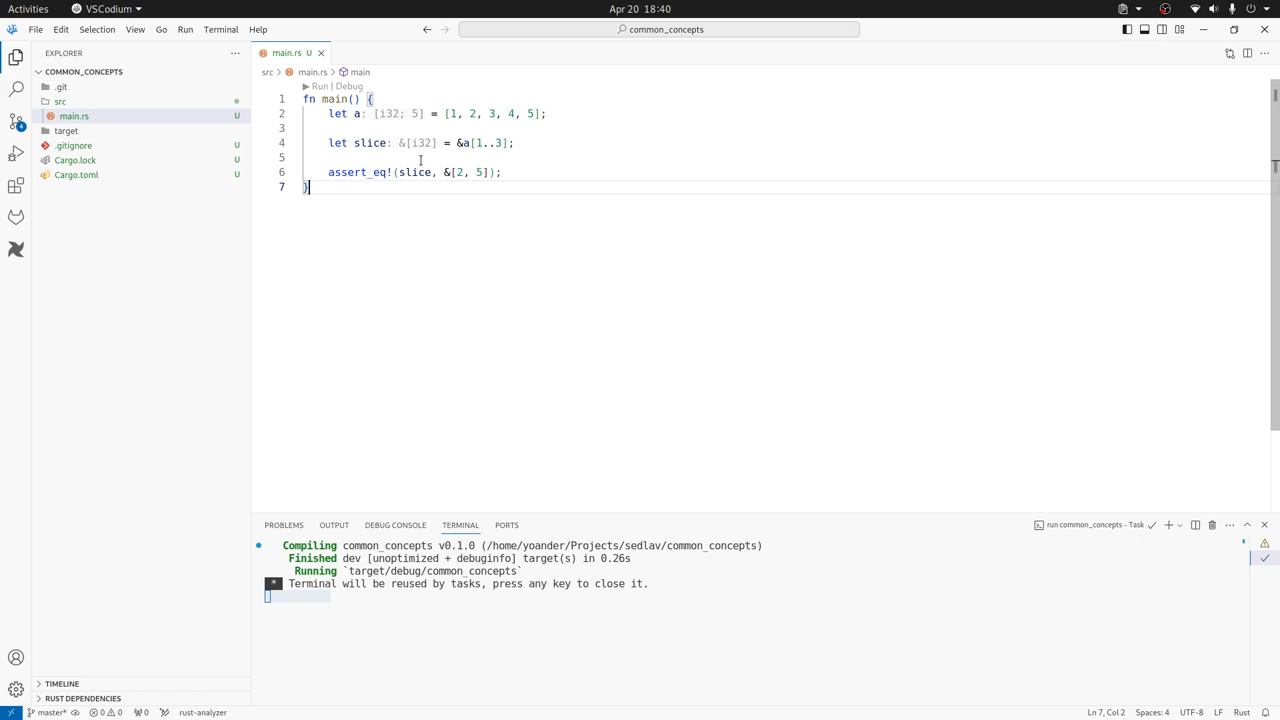 Activities
VSCodium
Apr 20 18:40
File Edit Selection View Go Run Terminal Help
common_concepts
EXPLORER
COMMON_CONCEPTS
.git
src
main.rs U
target
.gitignore U
Cargo.lock U
Cargo.toml U
TIMELINE
RUST DEPENDENCIES
main.rs U
src > main.rs > main
Run | Debug
1 fn main() {
2 let a: [i32; 5] = [1, 2, 3, 4, 5];
3
4 let slice: &[i32] = &a[1..3];
5
6 assert_eq!(slice, &[2, 5]);
7 }
PROBLEMS OUTPUT DEBUG CONSOLE TERMINAL PORTS
run common_concepts - Task
Compiling common_concepts v0.1.0 (/home/yoander/Projects/sedlav/common_concepts)
Finished dev [unoptimized + debuginfo] target(s) in 0.26s
Running `target/debug/common_concepts`
* Terminal will be reused by tasks, press any key to close it.
4
master* 0 0 0 rust-analyzer
Ln 7, Col 2 Spaces: 4 UTF-8 LF Rust